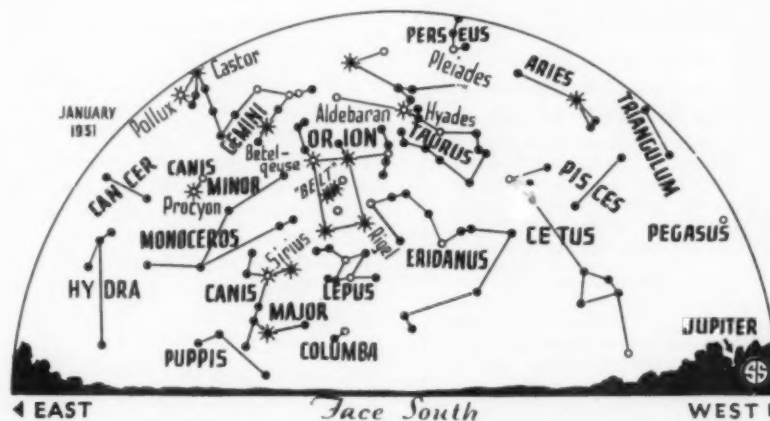 PERSEUS
Pleiades
Castor
Pollux
ARIES
TRIANGULUM
JANUARY
1951
GEMINI
Aldebaran
Hyades
TAURUS
ORION
Betel-
geuse
"BELT"
CANCER
CANIS
MINOR
Procyon
PISCES
MONOCEROS
Sirius
Rigel
ERIDANUS
CETUS
PEGASUS
HYDRA
CANIS
MAJOR
LEPUS
PUPPIS
COLUMBA
JUPITER
SS
EAST
Face South
WEST